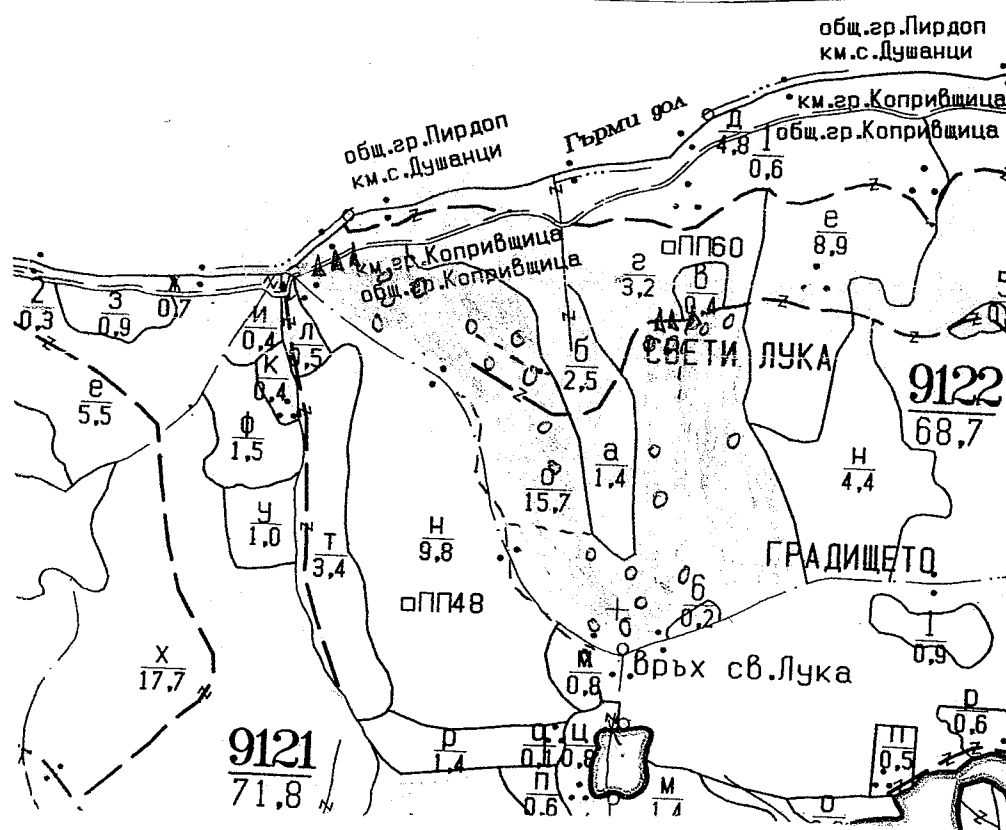 общ.гр.Пирдоп
км.с.Душанци
км.гр.Копривщица
общ.гр.Копривщица
Гърми дол
общ.гр.Пирдоп
км.с.Душанци
км.гр.Копривщица
общ.гр.Копривщица
Д
4,8
1
0,6
е
8,9
□ПП60
г
3,2
В
0,4
2
0,3
З
0,9
0,7
И
0,4
Л
0,5
К
0,4
б
2,5
СВЕТИ ЛУКА
9122
68,7
е
5,5
ф
1,5
а
1,4
О
15,7
н
4,4
У
1,0
Т
3,4
Н
9,8
ГРАДИЩЕТО
□ПП48
б
0,2
1
0,9
Х
17,7
М
0,8
връх св.Лука
Р
0,6
9121
71,8
Р
1,4
0,1
Ц
0,8
П
0,5
П
0,6
М
1,4
О